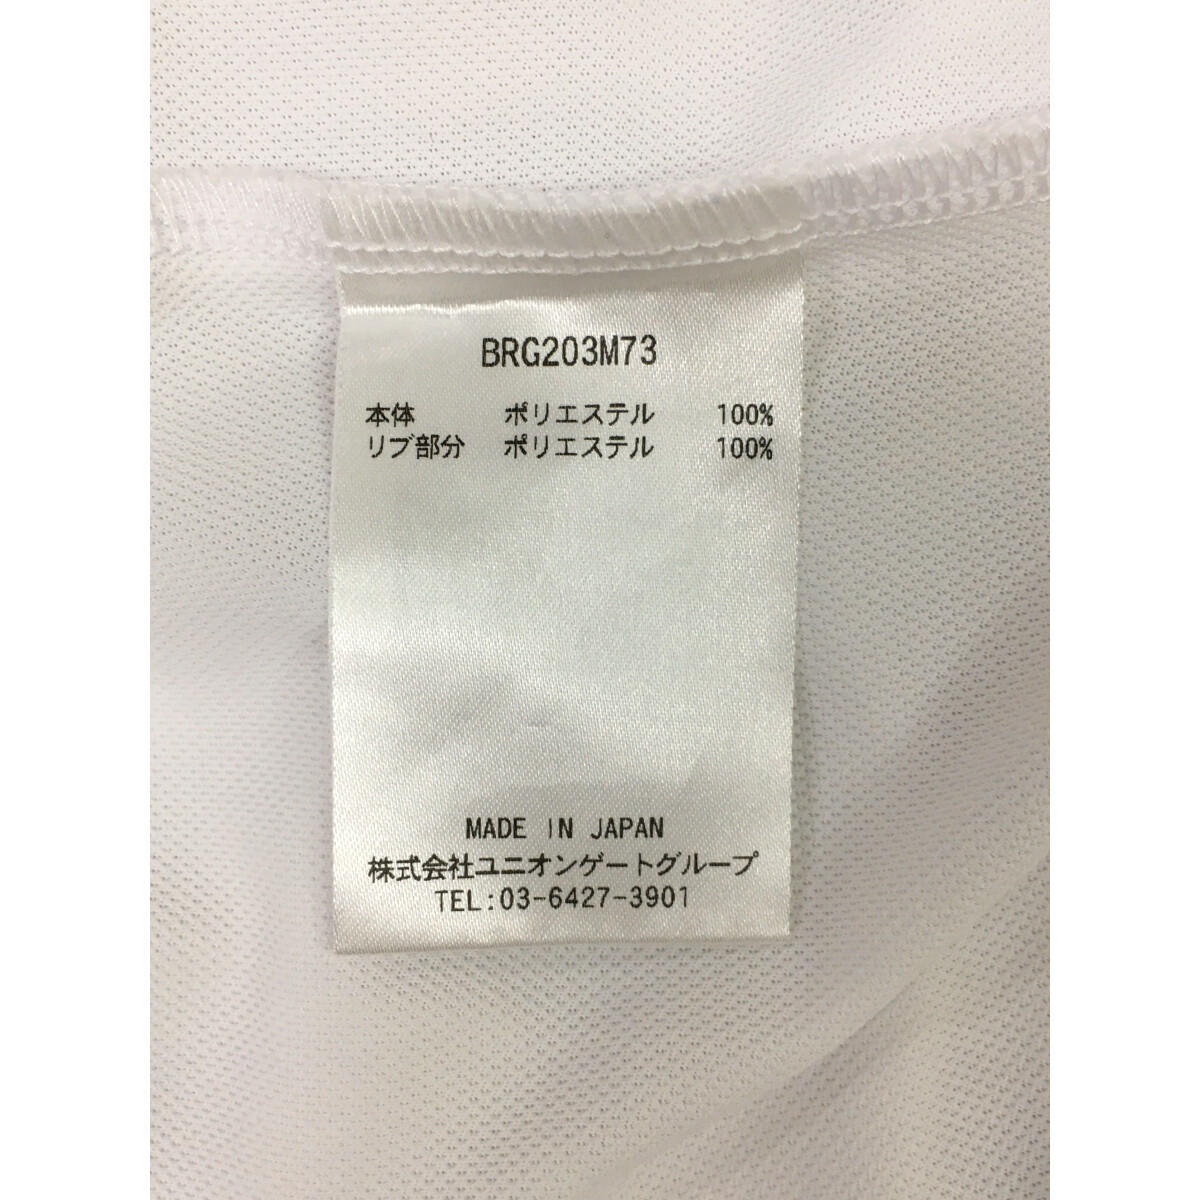 BRG203M73
本体 ポリエステル 100%
リブ部分 ポリエステル 100%
MADE IN JAPAN
株式会社ユニオンゲートグループ
TEL:03-6427-3901